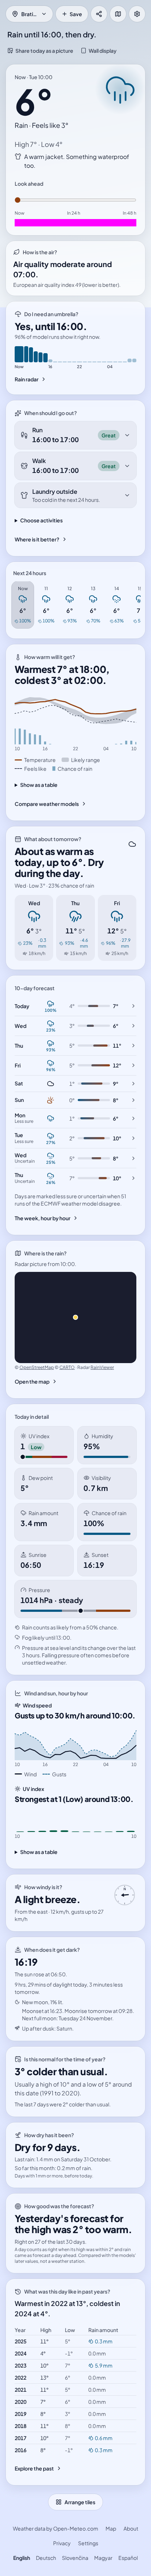 Brati…
Save
Rain until 16:00, then dry.
Share today as a picture
Wall display
Now · Tue 10:00
6°
Rain · Feels like 3°
High 7° · Low 4°
A warm jacket. Something waterproof
too.
Look ahead
Now
In 24 h
In 48 h
How is the air?
Air quality moderate around
07:00.
European air quality index 49 (lower is better).
Do I need an umbrella?
Yes, until 16:00.
96% of model runs show it right now.
Now 16 22 04
Rain radar
When should I go out?
Run
16:00 to 17:00
Great
Walk
16:00 to 17:00
Great
Laundry outside
Too cold in the next 24 hours.
Choose activities
Where is it better?
Next 24 hours
Now 11 12 13 14
6° 6° 6° 6° 6°
100% 100% 93% 70% 63%
How warm will it get?
Warmest 7° at 18:00,
coldest 3° at 02:00.
10 16 22 04 10
Temperature
Likely range
Feels like
Chance of rain
Show as a table
Compare weather models
What about tomorrow?
About as warm as
today, up to 6°. Dry
during the day.
Wed · Low 3° · 23% chance of rain
Wed Thu Fri
6° 3° 11° 5° 12° 5°
23% 0.3 mm 93% 4.6 mm 96% 17.9 mm
18 km/h 15 km/h 25 km/h
10-day forecast
Today 100% 4° 7°
Wed 23% 3° 6°
Thu 93% 5° 11°
Fri 96% 5° 12°
Sat 1° 9°
Sun 0° 8°
Mon Less sure 1° 6°
Tue Less sure 27% 2° 10°
Wed Uncertain 25% 5° 8°
Thu Uncertain 26% 7° 10°
Days are marked less sure or uncertain when 51
runs of the ECMWF weather model disagree.
The week, hour by hour
Where is the rain?
Radar picture from 10:00.
© OpenStreetMap © CARTO · Radar Rainviewer
Open the map
Today in detail
UV index
1 Low
Humidity
95%
Dew point
5°
Visibility
0.7 km
Rain amount
3.4 mm
Chance of rain
100%
Sunrise
06:50
Sunset
16:19
Pressure
1014 hPa · steady
Rain counts as likely from a 50% chance.
Fog likely until 13:00.
Pressure is at sea level and its change over the last
3 hours. Falling pressure often comes before
unsettled weather.
Wind and sun, hour by hour
Wind speed
Gusts up to 30 km/h around 10:00.
10 16 22 04 10
Wind
Gusts
UV index
Strongest at 1 (Low) around 13:00.
10
10
Show as a table
How windy is it?
A light breeze.
From the east · 12 km/h, gusts up to 27
km/h
When does it get dark?
16:19
The sun rose at 06:50.
9 hrs, 29 mins of daylight today, 3 minutes less
tomorrow.
New moon, 1% lit.
Moonset at 16:23. Moonrise tomorrow at 09:28.
Next full moon: Tuesday 24 November.
Up after dusk: Saturn.
Is this normal for the time of year?
3° colder than usual.
Usually a high of 10° and a low of 5° around
this date (1991 to 2020).
The last 7 days were 2° colder than usual.
How dry has it been?
Dry for 9 days.
Last rain: 1.4 mm on Saturday 31 October.
So far this month: 0.2 mm of rain.
Days with 1 mm or more, before today.
How good was the forecast?
Yesterday's forecast for
the high was 2° too warm.
Right on 27 of the last 30 days.
A day counts as right when its high was within 2° and rain
came as forecast a day ahead. Compared with the models'
later values, not a weather station.
What was this day like in past years?
Warmest in 2022 at 13°, coldest in
2024 at 4°.
Year High Low Rain amount
2025 11° 5° 0.3 mm
2024 4° -1° 0.0 mm
2023 10° 7° 5.9 mm
2022 13° 6° 0.0 mm
2021 11° 5° 0.0 mm
2020 7° 6° 0.0 mm
2019 8° 3° 0.0 mm
2018 11° 8° 0.0 mm
2017 10° 7° 0.6 mm
2016 8° -1° 0.3 mm
Explore the past
Arrange tiles
Weather data by Open-Meteo.com Map About
Privacy Settings
English Deutsch Slovenčina Magyar Español